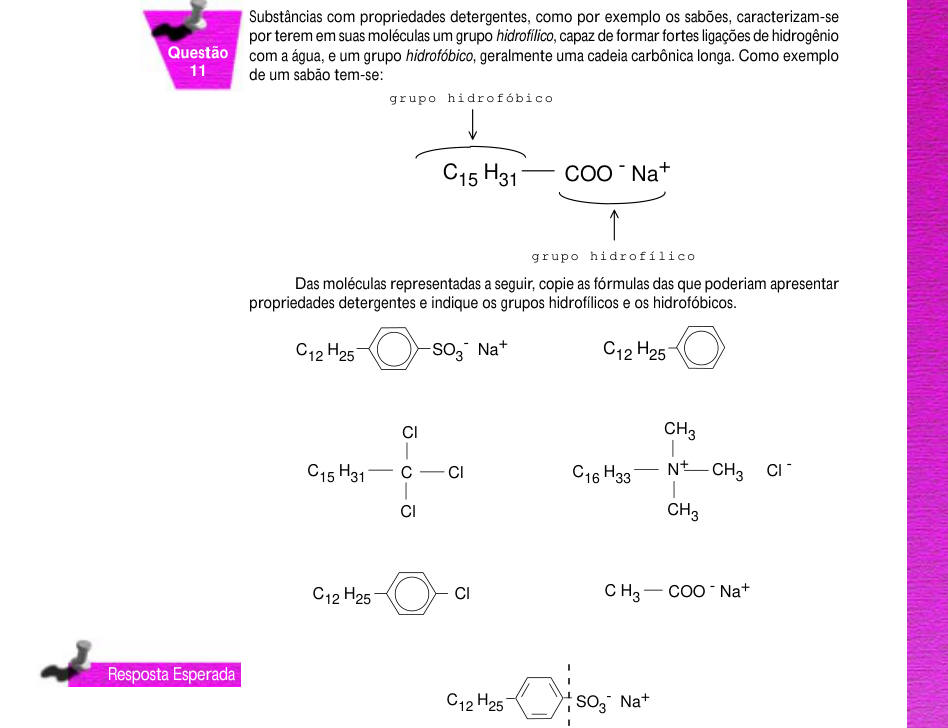 Questão
11
Substâncias com propriedades detergentes, como por exemplo os sabões, caracterizam-se
por terem em suas moléculas um grupo hidrofílico, capaz de formar fortes ligações de hidrogênio
com a água, e um grupo hidrofóbico, geralmente uma cadeia carbônica longa. Como exemplo
de um sabão tem-se:
grupo hidrofóbico
C15 H31 — COO - Na+
grupo hidrofílico
Das moléculas representadas a seguir, copie as fórmulas das que poderiam apresentar
propriedades detergentes e indique os grupos hidrofílicos e os hidrofóbicos.
C12 H25 SO3- Na+
C12 H25
Cl
C15 H31 — C — Cl
Cl
CH3
C16 H33 — N+ — CH3 Cl -
CH3
C12 H25 Cl
C H3 — COO - Na+
Resposta Esperada
C12 H25 SO3- Na+